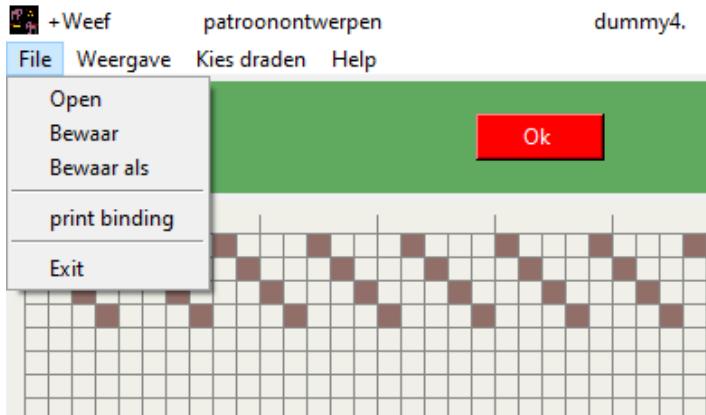 +Weef patroonontwerpen dummy4.
File Weergave Kies draden Help
Open
Bewaar
Bewaar als
print binding
Exit
Ok